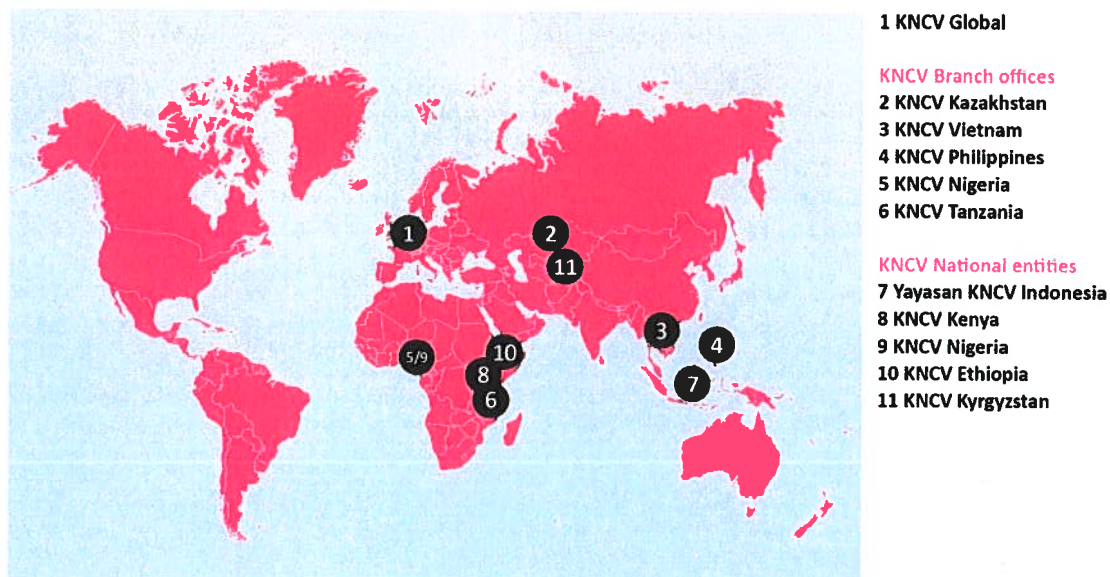 1 KNCV Global
KNCV Branch offices
2 KNCV Kazakhstan
3 KNCV Vietnam
4 KNCV Philippines
5 KNCV Nigeria
6 KNCV Tanzania
KNCV National entities
7 Yayasan KNCV Indonesia
8 KNCV Kenya
9 KNCV Nigeria
10 KNCV Ethiopia
11 KNCV Kyrgyzstan
1
2
11
3
4
5/9
10
8
7
6